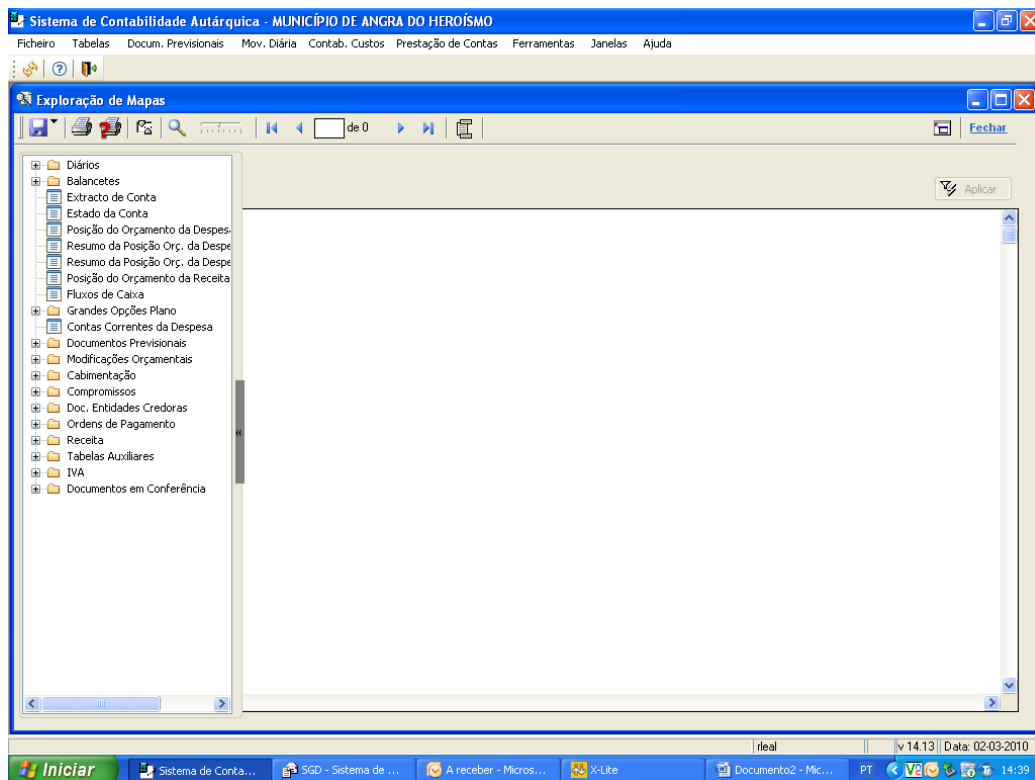 Sistema de Contabilidade Autárquica - MUNICÍPIO DE ANGRA DO HEROÍSMO
Ficheiro Tabelas Docum. Previsionais Mov. Diária Contab. Custos Prestação de Contas Ferramentas Janelas Ajuda
Exploração de Mapas
de 0
Fechar
Aplicar
Diários
Balancetes
Extracto de Conta
Estado da Conta
Posição do Orçamento da Despes
Resumo da Posição Orç. da Despe
Resumo da Posição Orç. da Despe
Posição do Orçamento da Receita
Fluxos de Caixa
Grandes Opções Plano
Contas Correntes da Despesa
Documentos Previsionais
Modificações Orçamentais
Cabimentação
Compromissos
Doc. Entidades Credoras
Ordens de Pagamento
Receita
Tabelas Auxiliares
IVA
Documentos em Conferência
rleal v 14.13 Data: 02-03-2010
Iniciar Sistema de Conta... SGD - Sistema de ... A receber - Micros... X-Lite Documento2 - Mic... PT 14:39